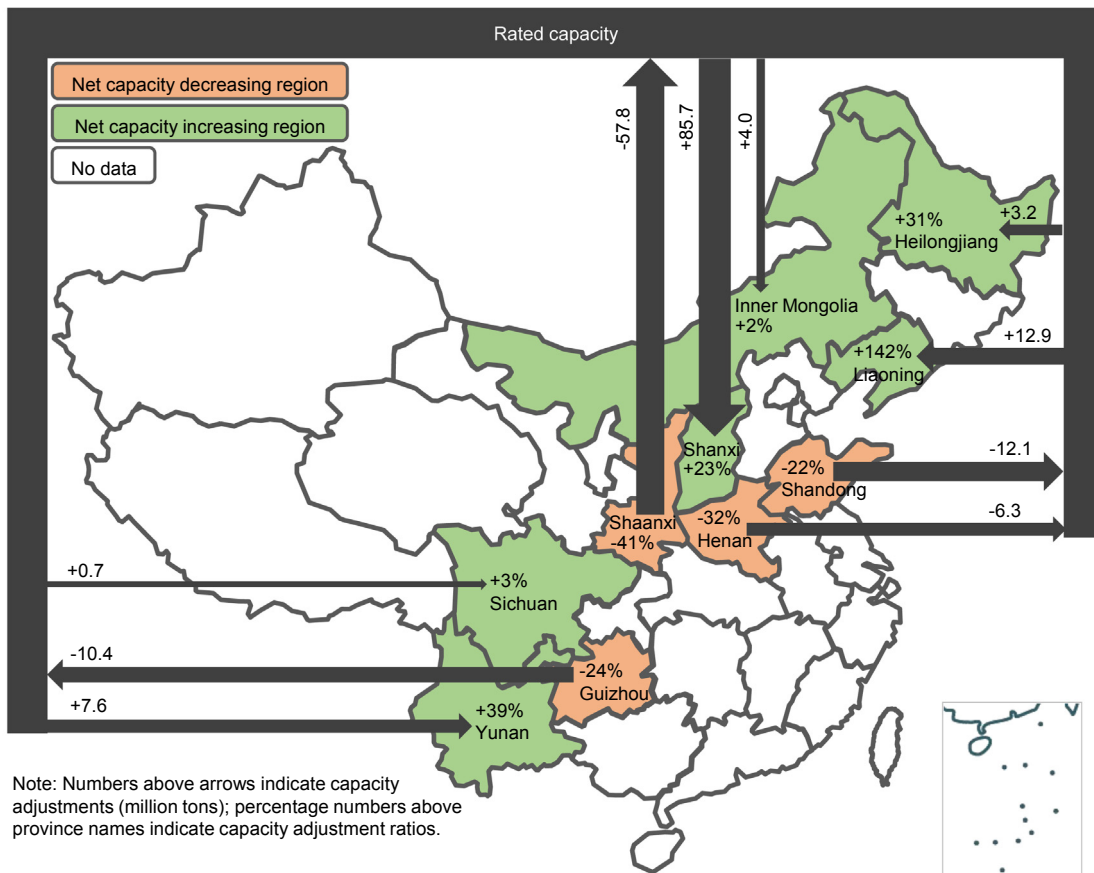 Rated capacity
Net capacity decreasing region
Net capacity increasing region
No data
-57.8
+85.7
+4.0
+31%
Heilongjiang
+3.2
Inner Mongolia
+2%
+12.9
+142%
Liaoning
Shanxi
+23%
-22%
Shandong
-12.1
Shaanxi
-41%
-32%
Henan
-6.3
+0.7
+3%
Sichuan
-10.4
-24%
Guizhou
+7.6
+39%
Yunan
Note: Numbers above arrows indicate capacity
adjustments (million tons); percentage numbers above
province names indicate capacity adjustment ratios.